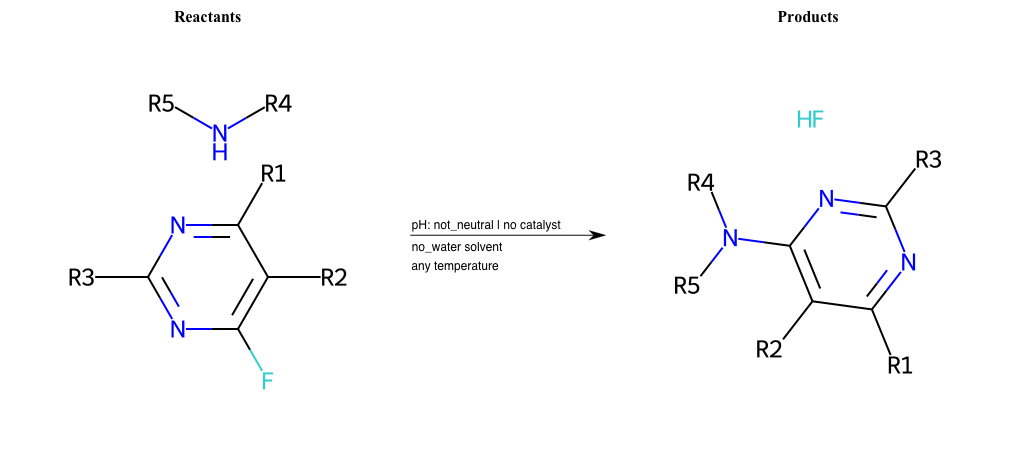 Reactants
Products
R5
R4
N
H
R1
N
R3
R2
N
F
pH: not_neutral | no catalyst
no_water solvent
any temperature
HF
R3
R4
N
N
N
R5
R2
R1